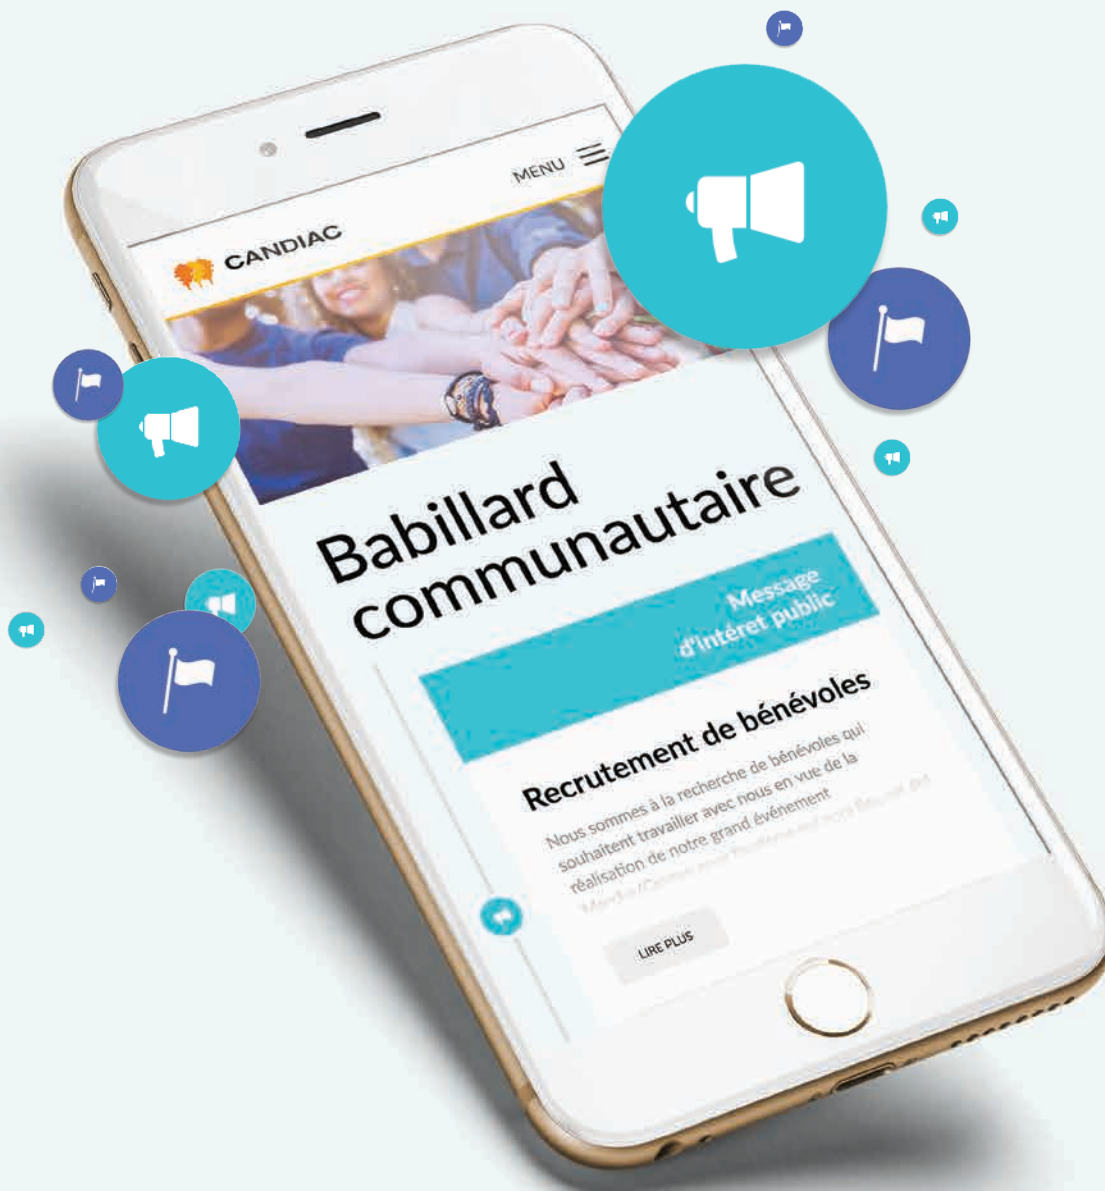 MENU
CANDIAC
Babillard
communautaire
Message
d'intéret public
Recrutement de bénévoles
Nous sommes à la recherche de bénévoles qui
souhaitent travailler avec nous en vue de la
réalisation de notre grand événement
LIRE PLUS